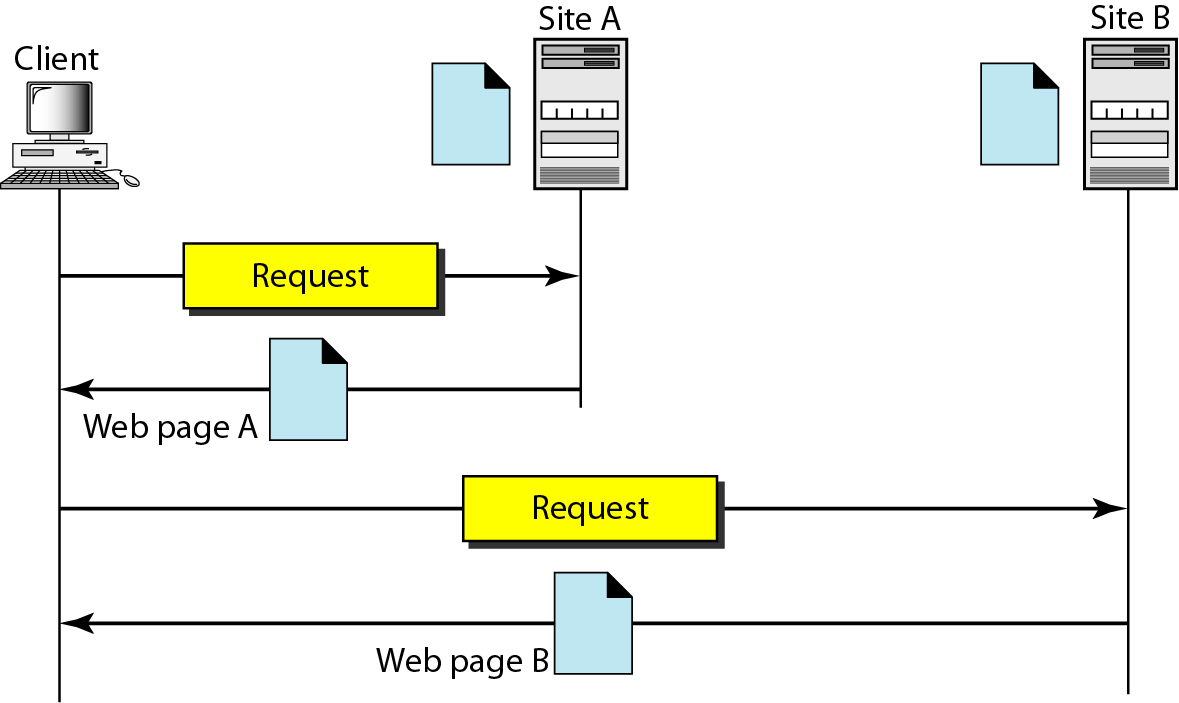 Client
Site A
Site B
Request
Web page A
Request
Web page B